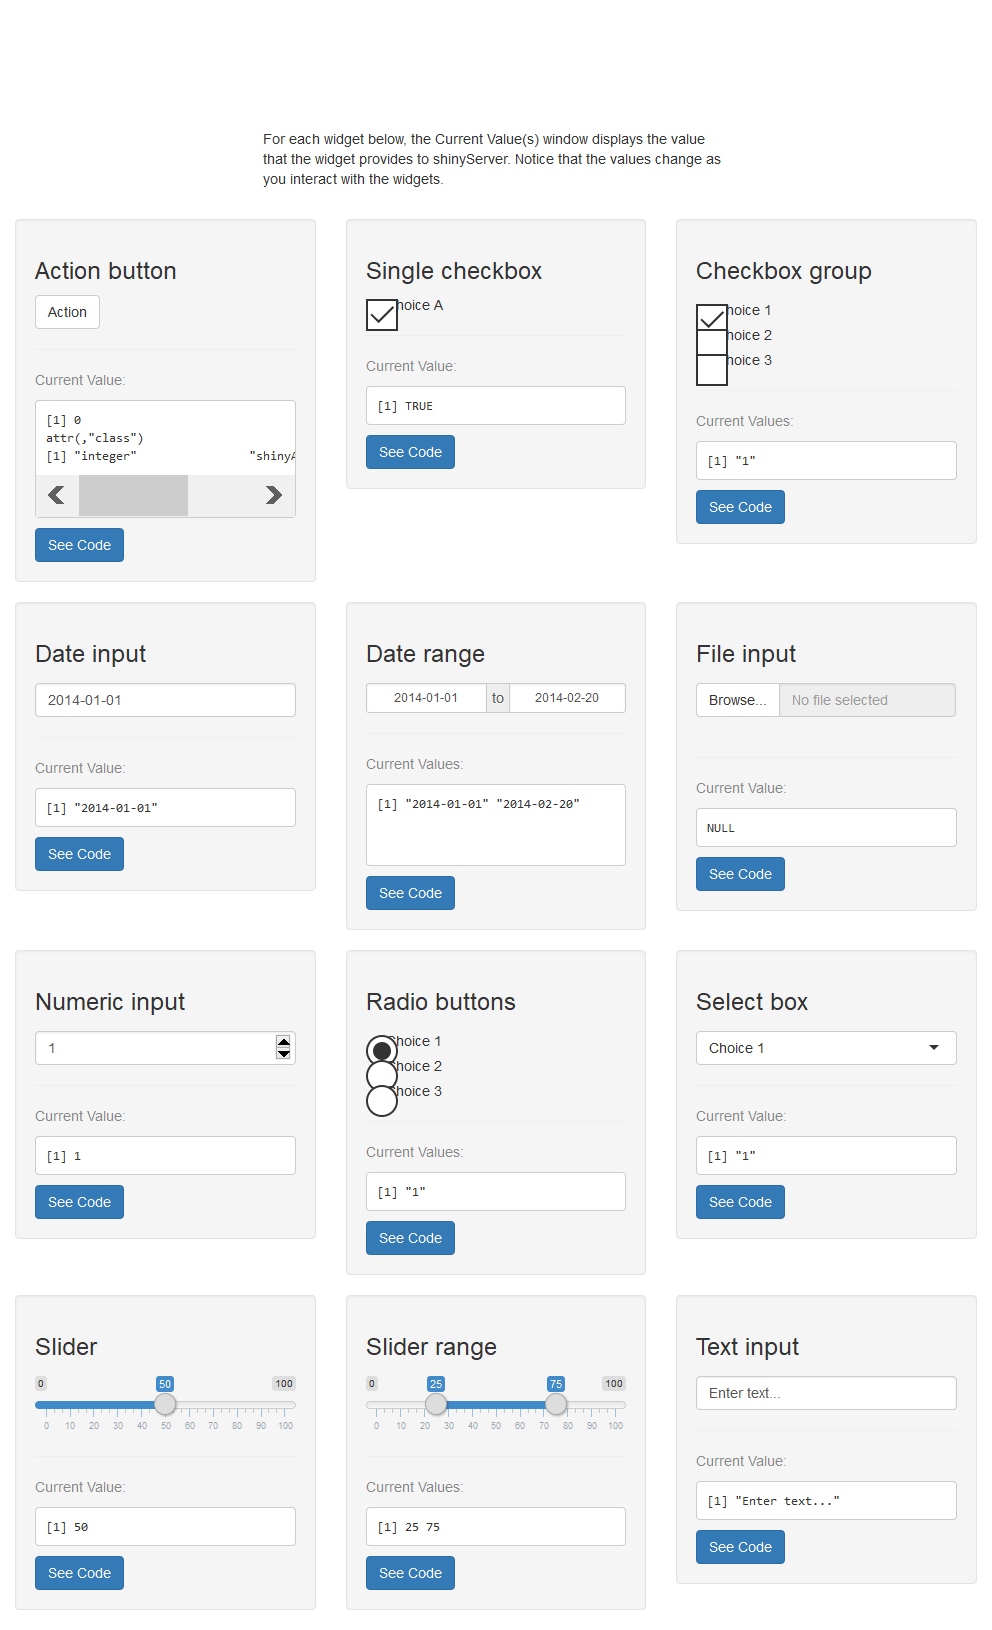 For each widget below, the Current Value(s) window displays the value
that the widget provides to shinyServer. Notice that the values change as
you interact with the widgets.
Action button
Action
Current Value:
[1] 0
attr(,"class")
[1] "integer" "shinyA
See Code
Single checkbox
hoice A
Current Value:
[1] TRUE
See Code
Checkbox group
hoice 1
hoice 2
hoice 3
Current Values:
[1] "1"
See Code
Date input
2014-01-01
Current Value:
[1] "2014-01-01"
See Code
Date range
2014-01-01 to 2014-02-20
Current Values:
[1] "2014-01-01" "2014-02-20"
See Code
File input
Browse... No file selected
Current Value:
NULL
See Code
Numeric input
1
Current Value:
[1] 1
See Code
Radio buttons
Choice 1
hoice 2
hoice 3
Current Values:
[1] "1"
See Code
Select box
Choice 1
Current Value:
[1] "1"
See Code
Slider
0 50 100
0 10 20 30 40 50 60 70 80 90 100
Current Value:
[1] 50
See Code
Slider range
0 25 75 100
0 10 20 30 40 50 60 70 80 90 100
Current Values:
[1] 25 75
See Code
Text input
Enter text...
Current Value:
[1] "Enter text..."
See Code